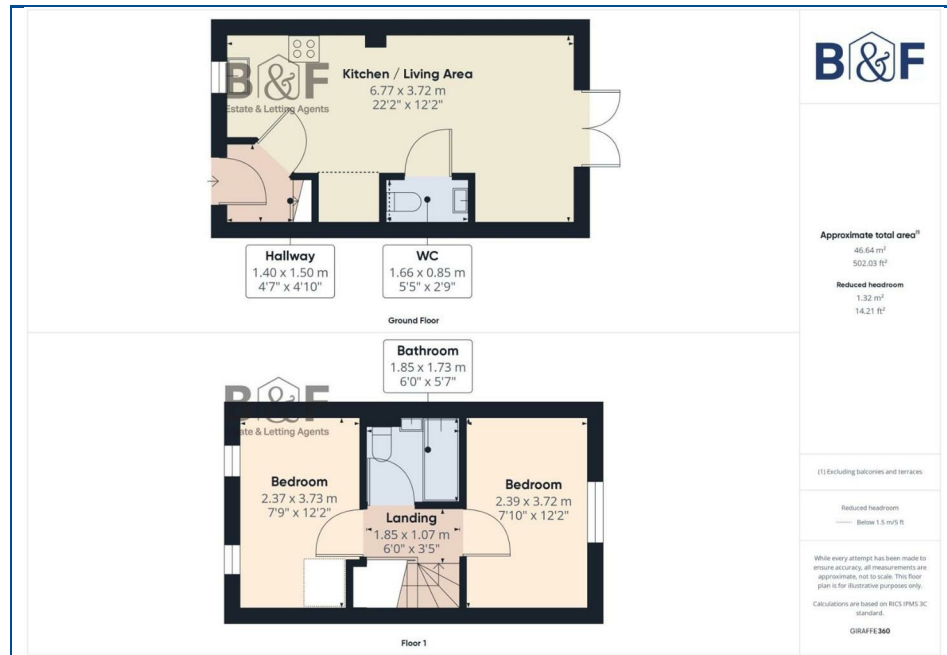 B&F
Estate & Letting Agents
Kitchen / Living Area
6.77 x 3.72 m
22'2" x 12'2"
Hallway
1.40 x 1.50 m
4'7" x 4'10"
WC
1.66 x 0.85 m
5'5" x 2'9"
Ground Floor
Bathroom
1.85 x 1.73 m
6'0" x 5'7"
B&F
Estate & Letting Agents
Bedroom
2.37 x 3.73 m
7'9" x 12'2"
Landing
1.85 x 1.07 m
6'0" x 3'5"
Bedroom
2.39 x 3.72 m
7'10" x 12'2"
Floor 1
B&F
Approximate total area(1)
46.64 m²
502.03 ft²
Reduced headroom
1.32 m²
14.21 ft²
(1) Excluding balconies and terraces
Reduced headroom
Below 1.5 m/5 ft
While every attempt has been made to
ensure accuracy, all measurements are
approximate, not to scale. This floor
plan is for illustrative purposes only.
Calculations are based on RICS IPMS 3C
standard.
GIRAFFE360